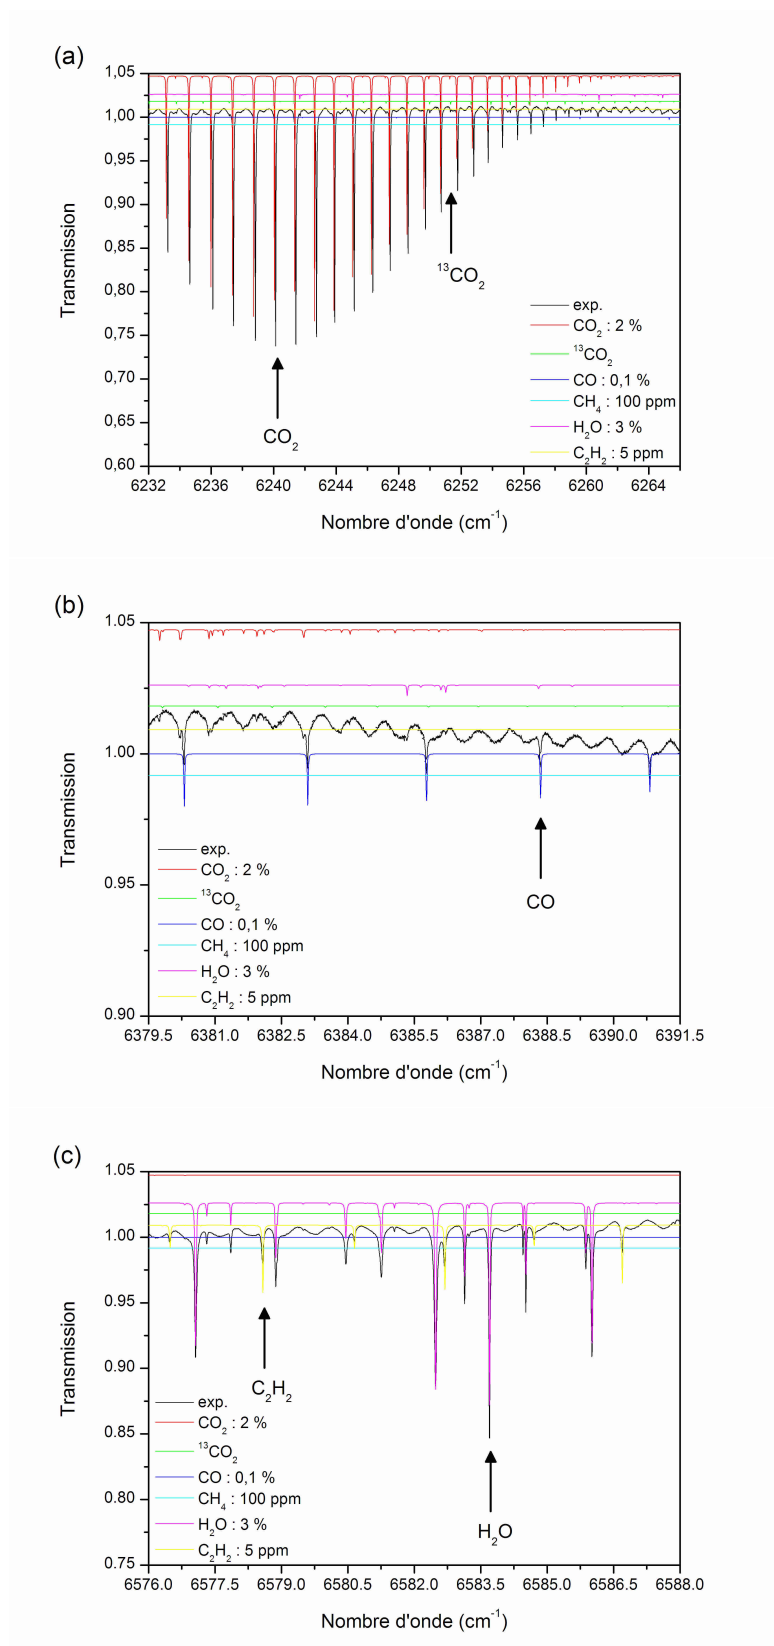 (a)
1,05
1,00
0,95
0,90
0,85
0,80
0,75
0,70
0,65
0,60
Transmission
13CO2
CO2
exp.
CO2 : 2 %
13CO2
CO : 0,1 %
CH4 : 100 ppm
H2O : 3 %
C2H2 : 5 ppm
6232 6236 6240 6244 6248 6252 6256 6260 6264
Nombre d'onde (cm-1)
(b)
1.05
1.00
0.95
0.90
Transmission
CO
exp.
CO2 : 2 %
13CO2
CO : 0,1 %
CH4 : 100 ppm
H2O : 3 %
C2H2 : 5 ppm
6379.5 6381.0 6382.5 6384.0 6385.5 6387.0 6388.5 6390.0 6391.5
Nombre d'onde (cm-1)
(c)
1.05
1.00
0.95
0.90
0.85
0.80
0.75
Transmission
C2H2
H2O
exp.
CO2 : 2 %
13CO2
CO : 0,1 %
CH4 : 100 ppm
H2O : 3 %
C2H2 : 5 ppm
6576.0 6577.5 6579.0 6580.5 6582.0 6583.5 6585.0 6586.5 6588.0
Nombre d'onde (cm-1)